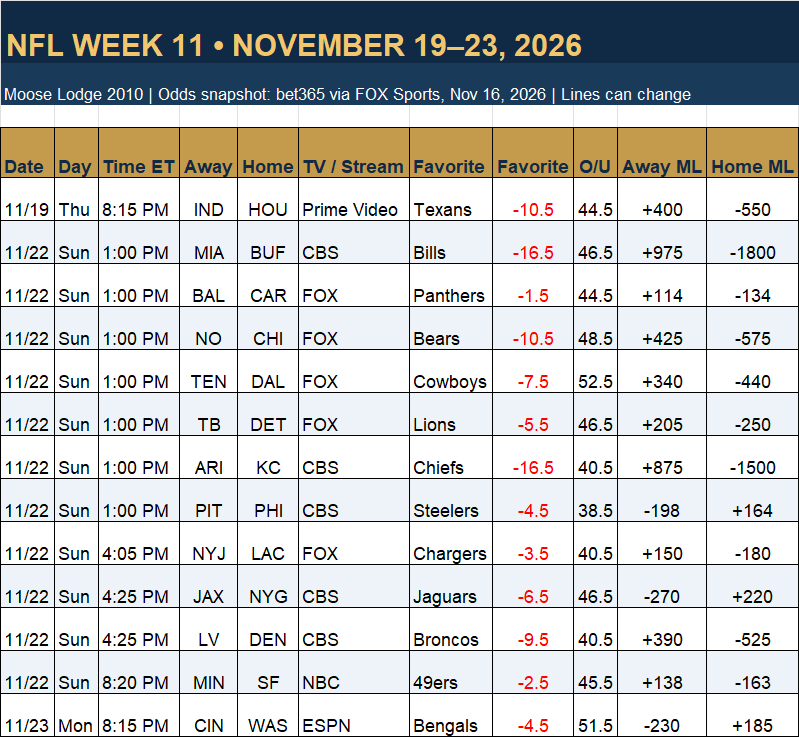 NFL WEEK 11 • NOVEMBER 19–23, 2026
Moose Lodge 2010 | Odds snapshot: bet365 via FOX Sports, Nov 16, 2026 | Lines can change
Date Day Time ET Away Home TV / Stream Favorite Favorite O/U Away ML Home ML
11/19 Thu 8:15 PM IND HOU Prime Video Texans -10.5 44.5 +400 -550
11/22 Sun 1:00 PM MIA BUF CBS Bills -16.5 46.5 +975 -1800
11/22 Sun 1:00 PM BAL CAR FOX Panthers -1.5 44.5 +114 -134
11/22 Sun 1:00 PM NO CHI FOX Bears -10.5 48.5 +425 -575
11/22 Sun 1:00 PM TEN DAL FOX Cowboys -7.5 52.5 +340 -440
11/22 Sun 1:00 PM TB DET FOX Lions -5.5 46.5 +205 -250
11/22 Sun 1:00 PM ARI KC CBS Chiefs -16.5 40.5 +875 -1500
11/22 Sun 1:00 PM PIT PHI CBS Steelers -4.5 38.5 -198 +164
11/22 Sun 4:05 PM NYJ LAC FOX Chargers -3.5 40.5 +150 -180
11/22 Sun 4:25 PM JAX NYG CBS Jaguars -6.5 46.5 -270 +220
11/22 Sun 4:25 PM LV DEN CBS Broncos -9.5 40.5 +390 -525
11/22 Sun 8:20 PM MIN SF NBC 49ers -2.5 45.5 +138 -163
11/23 Mon 8:15 PM CIN WAS ESPN Bengals -4.5 51.5 -230 +185